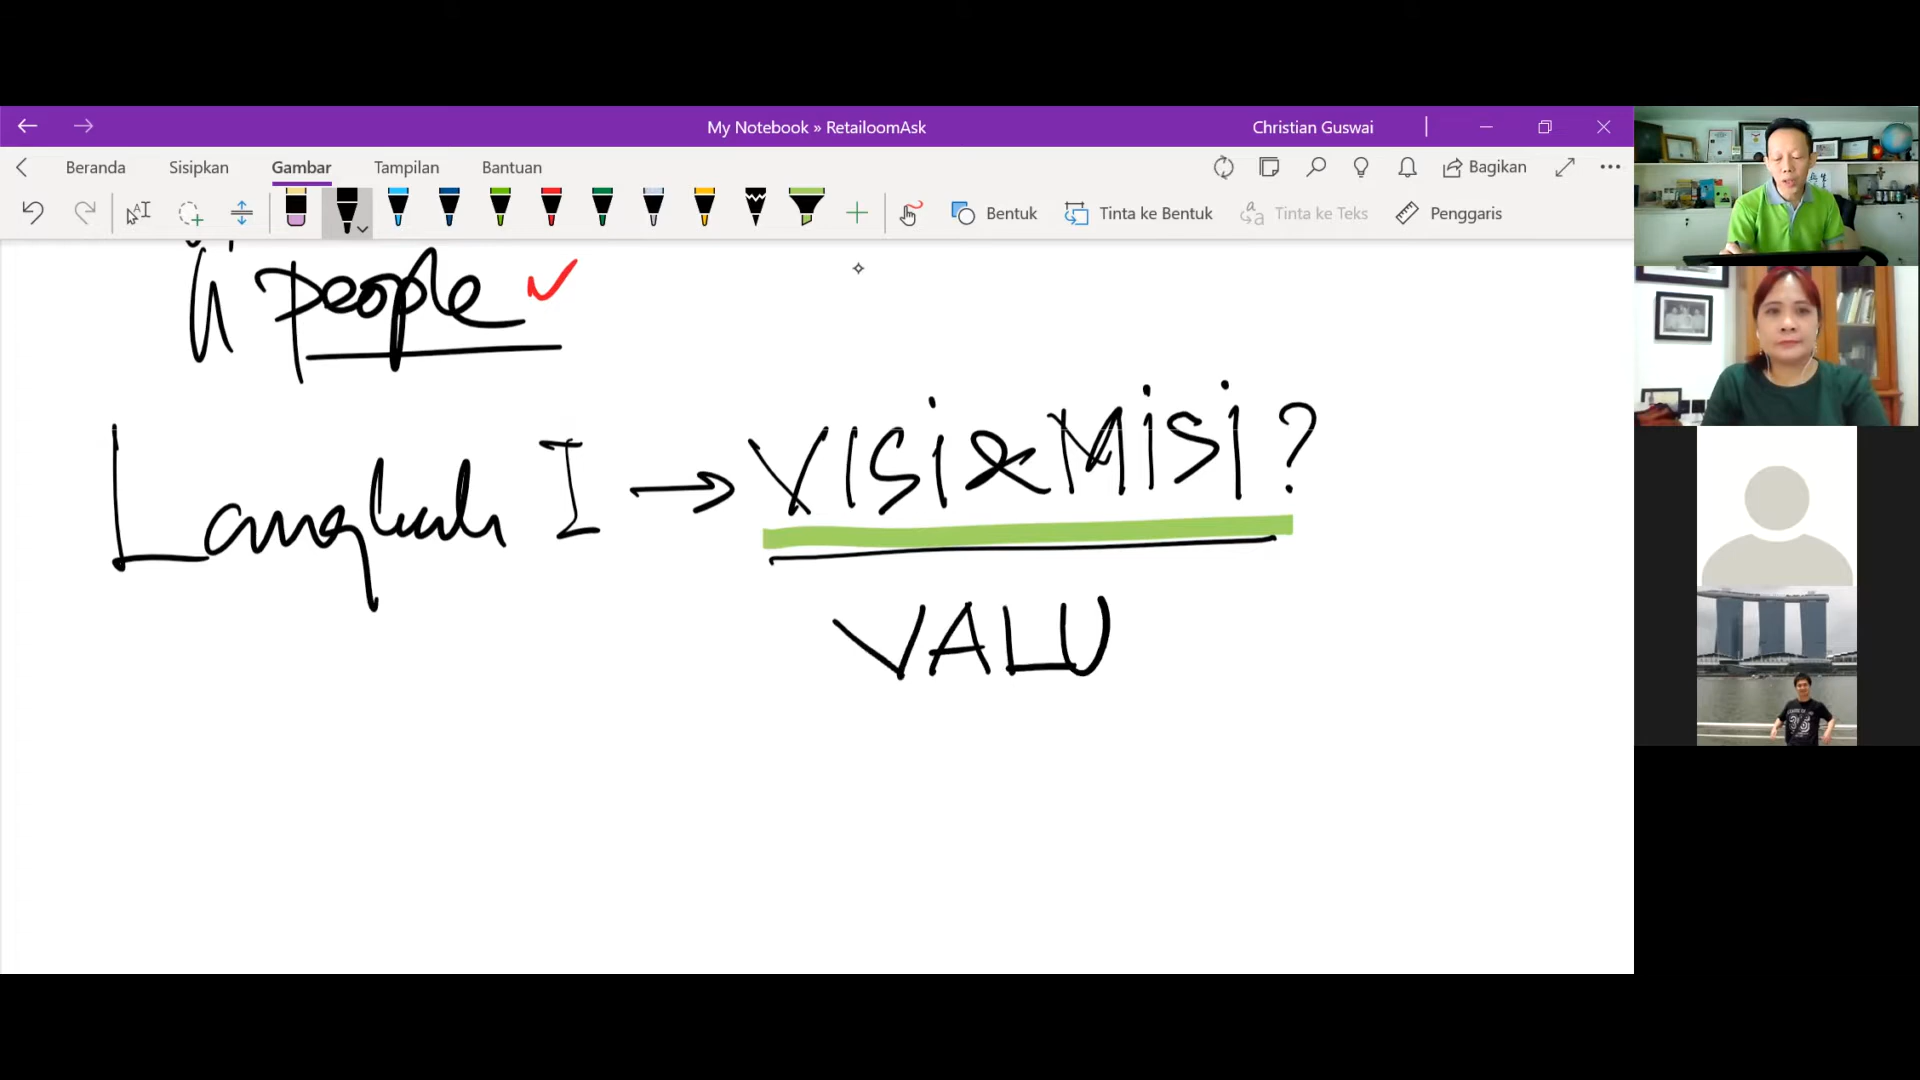 My Notebook » RetailoomAsk
Christian Guswai
Beranda Sisipkan Gambar Tampilan Bantuan
Bagikan
Bentuk Tinta ke Bentuk Tinta ke Teks Penggaris
people
Langkah I → VISI & MISI ?
VALU